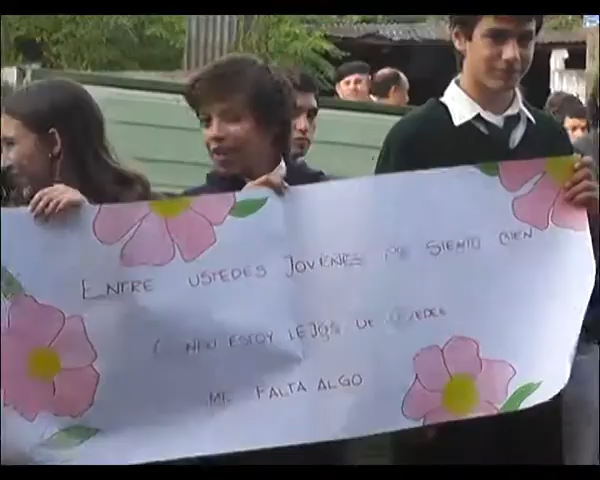 ENTRE USTEDES JOVENES ME SIENTO BIEN
CUANDO ESTOY LEJOS DE USTEDES
ME FALTA ALGO